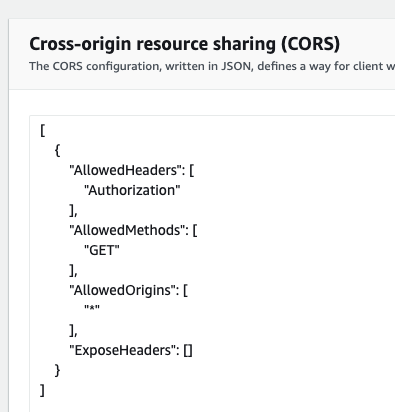 Cross-origin resource sharing (CORS)
The CORS configuration, written in JSON, defines a way for client
[
{
"AllowedHeaders": [
"Authorization"
],
"AllowedMethods": [
"GET"
],
"AllowedOrigins": [
"*"
],
"ExposeHeaders": []
}
]